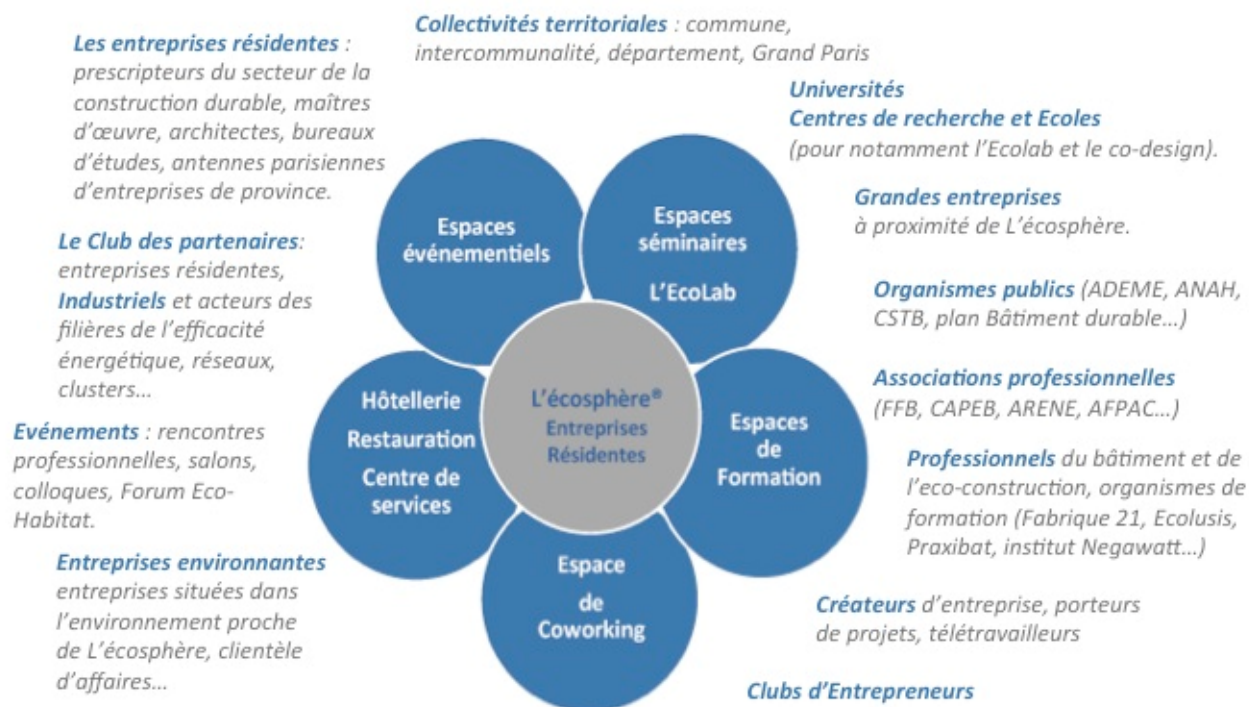 Collectivités territoriales : commune,
intercommunalité, département, Grand Paris
Les entreprises résidentes :
prescripteurs du secteur de la
construction durable, maîtres
d'œuvre, architectes, bureaux
d'études, antennes parisiennes
d'entreprises de province.
Universités
Centres de recherche et Ecoles
(pour notamment l'Ecolab et le co-design).
Grandes entreprises
à proximité de L'écosphère.
Le Club des partenaires:
entreprises résidentes,
Industriels et acteurs des
filières de l'efficacité
énergétique, réseaux,
clusters…
Organismes publics (ADEME, ANAH,
CSTB, plan Bâtiment durable…)
Associations professionnelles
(FFB, CAPEB, ARENE, AFPAC…)
Evénements : rencontres
professionnelles, salons,
colloques, Forum Eco-
Habitat.
Professionnels du bâtiment et de
l'eco-construction, organismes de
formation (Fabrique 21, Ecolusis,
Praxibat, institut Negawatt…)
Entreprises environnantes
entreprises situées dans
l'environnement proche
de L'écosphère, clientèle
d'affaires…
Créateurs d'entreprise, porteurs
de projets, télétravailleurs
Clubs d'Entrepreneurs
Espaces
événementiels
Espaces
séminaires
L'EcoLab
Hôtellerie
Restauration
Centre de
services
L'écosphère®
Entreprises
Résidentes
Espaces
de
Formation
Espace
de
Coworking